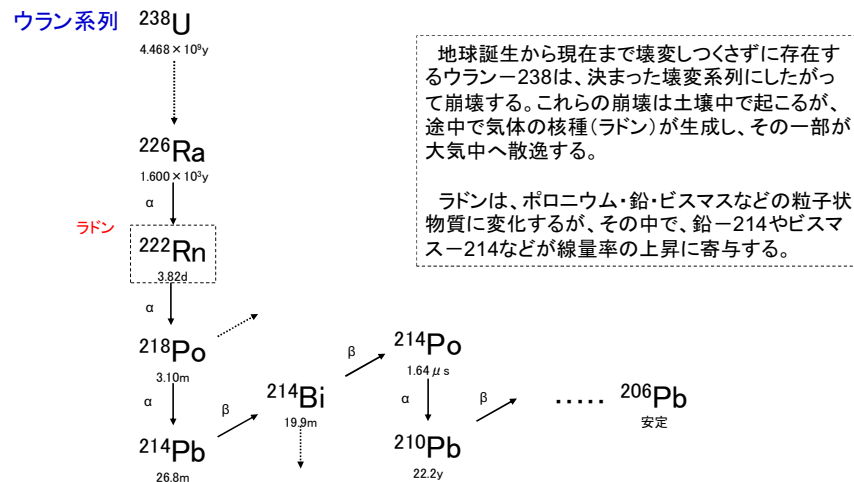 ウラン系列
²³⁸U
4.468×10⁹y
地球誕生から現在まで壊変しつくさずに存在す
るウラン－238は、決まった壊変系列にしたがっ
て崩壊する。これらの崩壊は土壌中で起こるが、
途中で気体の核種(ラドン)が生成し、その一部が
大気中へ散逸する。
ラドンは、ポロニウム・鉛・ビスマスなどの粒子状
物質に変化するが、その中で、鉛－214やビスマ
ス－214などが線量率の上昇に寄与する。
²²⁶Ra
1.600×10³y
α
ラドン
²²²Rn
3.82d
α
²¹⁸Po
3.10m
α
²¹⁴Pb
26.8m
β
²¹⁴Bi
19.9m
β
²¹⁴Po
1.64μs
α
²¹⁰Pb
22.2y
β
‥‥‥
²⁰⁶Pb
安定